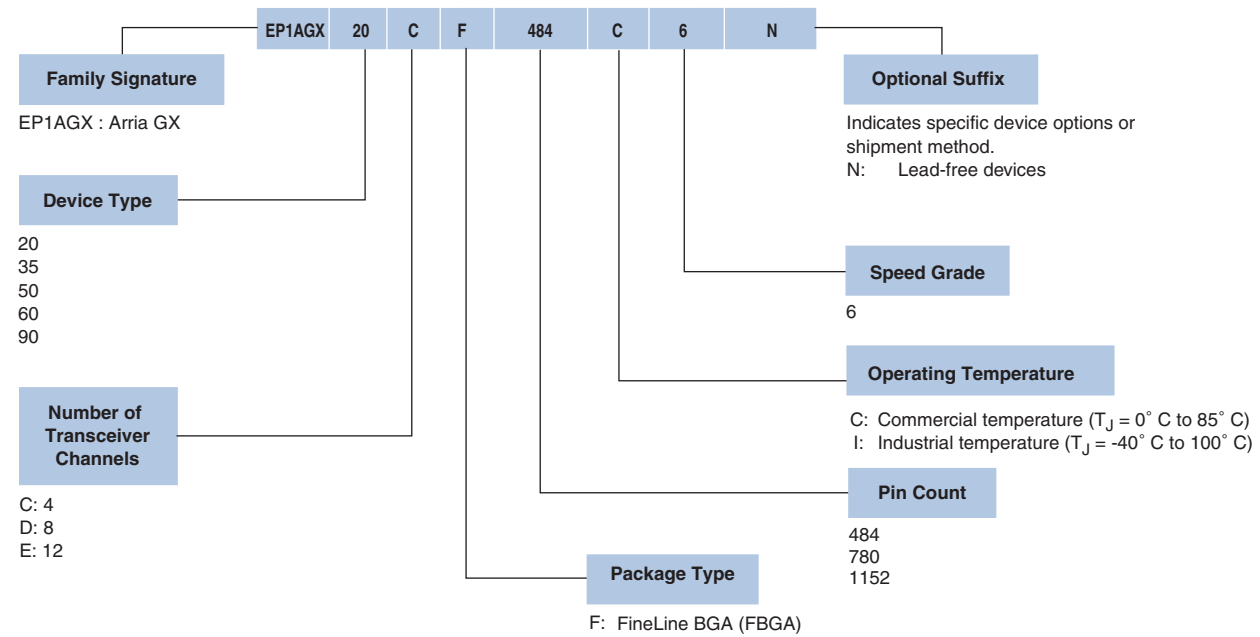 EP1AGX 20 C F 484 C 6 N
Family Signature
EP1AGX : Arria GX
Device Type
20
35
50
60
90
Number of
Transceiver
Channels
C: 4
D: 8
E: 12
Optional Suffix
Indicates specific device options or
shipment method.
N: Lead-free devices
Speed Grade
6
Operating Temperature
C: Commercial temperature (TJ = 0˚ C to 85˚ C)
I: Industrial temperature (TJ = -40˚ C to 100˚ C)
Pin Count
484
780
1152
Package Type
F: FineLine BGA (FBGA)